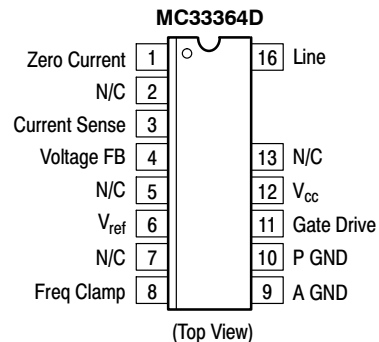 MC33364D
Zero Current 1 16 Line
N/C 2
Current Sense 3
Voltage FB 4 13 N/C
N/C 5 12 Vcc
Vref 6 11 Gate Drive
N/C 7 10 P GND
Freq Clamp 8 9 A GND
(Top View)